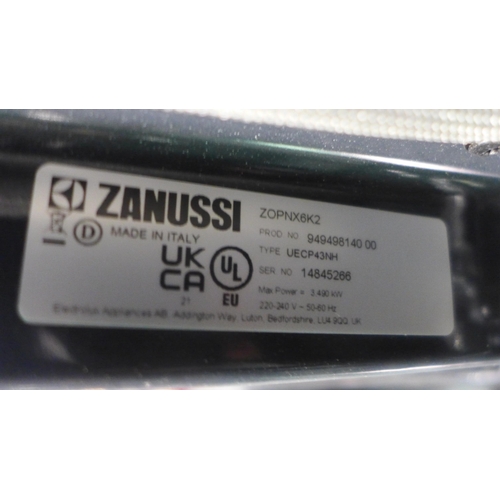 ZANUSSI
MADE IN ITALY
D
UK
CA
21
UL
EU
ZOPNX6K2
PROD. NO. 949498140 00
TYPE UECP43NH
SER NO 14845266
Max Power = 3.490 kW
220-240 V ~ 50-60 Hz
Electrolux Appliances AB, Addington Way, Luton, Bedfordshire, LU4 9QQ, UK